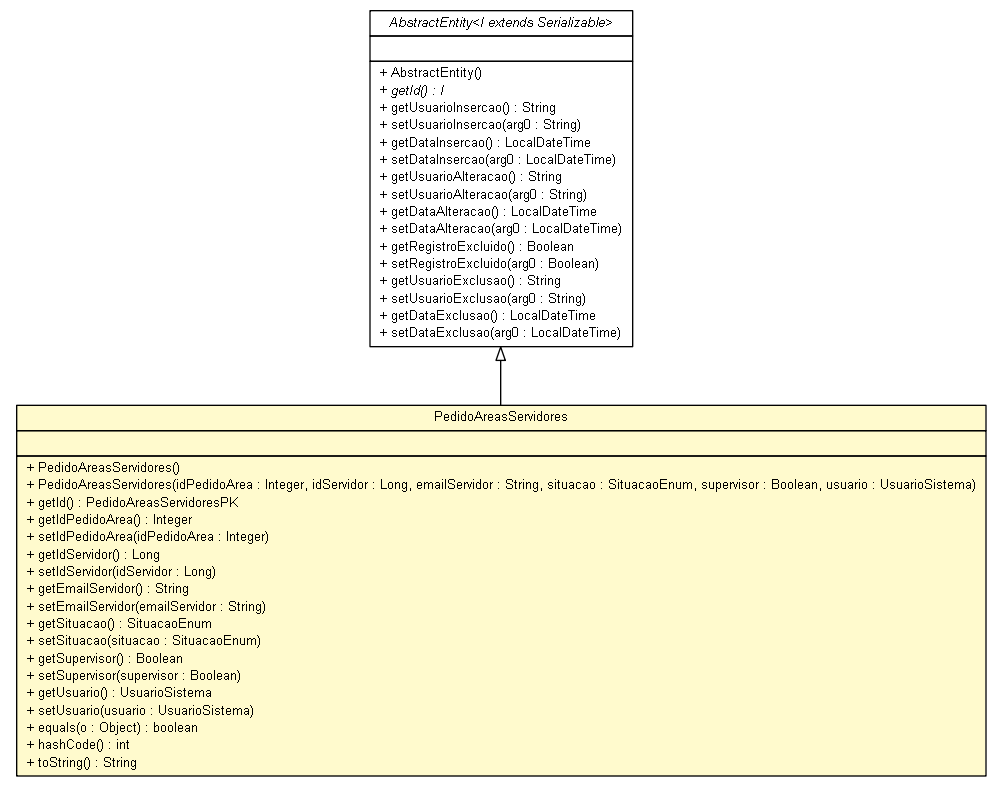 AbstractEntity<I extends Serializable>
+ AbstractEntity()
+ getId() : I
+ getUsuarioInsercao() : String
+ setUsuarioInsercao(arg0 : String)
+ getDataInsercao() : LocalDateTime
+ setDataInsercao(arg0 : LocalDateTime)
+ getUsuarioAlteracao() : String
+ setUsuarioAlteracao(arg0 : String)
+ getDataAlteracao() : LocalDateTime
+ setDataAlteracao(arg0 : LocalDateTime)
+ getRegistroExcluido() : Boolean
+ setRegistroExcluido(arg0 : Boolean)
+ getUsuarioExclusao() : String
+ setUsuarioExclusao(arg0 : String)
+ getDataExclusao() : LocalDateTime
+ setDataExclusao(arg0 : LocalDateTime)
PedidoAreasServidores
+ PedidoAreasServidores()
+ PedidoAreasServidores(idPedidoArea : Integer, idServidor : Long, emailServidor : String, situacao : SituacaoEnum, supervisor : Boolean, usuario : UsuarioSistema)
+ getId() : PedidoAreasServidoresPK
+ getIdPedidoArea() : Integer
+ setIdPedidoArea(idPedidoArea : Integer)
+ getIdServidor() : Long
+ setIdServidor(idServidor : Long)
+ getEmailServidor() : String
+ setEmailServidor(emailServidor : String)
+ getSituacao() : SituacaoEnum
+ setSituacao(situacao : SituacaoEnum)
+ getSupervisor() : Boolean
+ setSupervisor(supervisor : Boolean)
+ getUsuario() : UsuarioSistema
+ setUsuario(usuario : UsuarioSistema)
+ equals(o : Object) : boolean
+ hashCode() : int
+ toString() : String